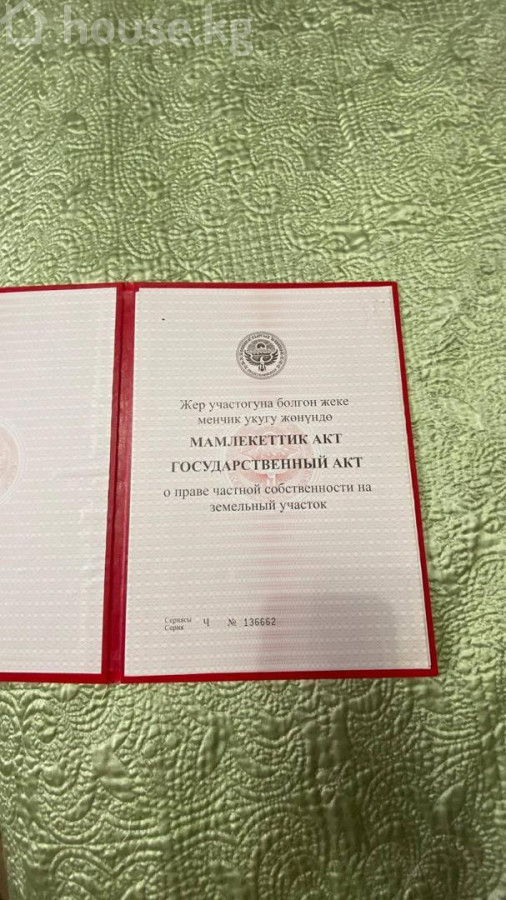 house.kg
Жер участогуна болгон жеке
менчик укугу жөнүндө
МАМЛЕКЕТТИК АКТ
ГОСУДАРСТВЕННЫЙ АКТ
о праве частной собственности на
земельный участок
Сериясы
Серия Ч № 136662